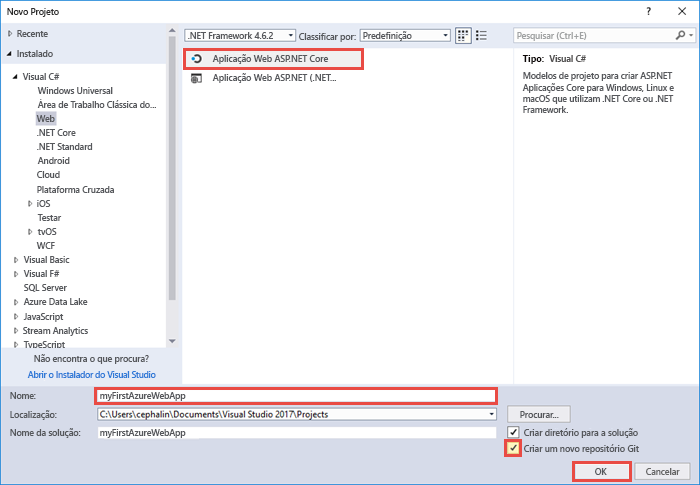 Novo Projeto
?
Recente
Instalado
Visual C#
Windows Universal
Área de Trabalho Clássica do...
Web
.NET Core
.NET Standard
Android
Cloud
Plataforma Cruzada
iOS
Testar
tvOS
WCF
Visual Basic
Visual F#
SQL Server
Azure Data Lake
JavaScript
Stream Analytics
TypeScript
Não encontra o que procura?
Abrir o Instalador do Visual Studio
.NET Framework 4.6.2
Classificar por:
Predefinição
Aplicação Web ASP.NET Core
Aplicação Web ASP.NET (.NET...
Pesquisar (Ctrl+E)
Tipo: Visual C#
Modelos de projeto para criar ASP.NET
Aplicações Core para Windows, Linux e
macOS que utilizam .NET Core ou .NET
Framework.
Nome:
myFirstAzureWebApp
Localização:
C:\Users\cephalin\Documents\Visual Studio 2017\Projects
Procurar...
Nome da solução:
myFirstAzureWebApp
Criar diretório para a solução
Criar um novo repositório Git
OK
Cancelar